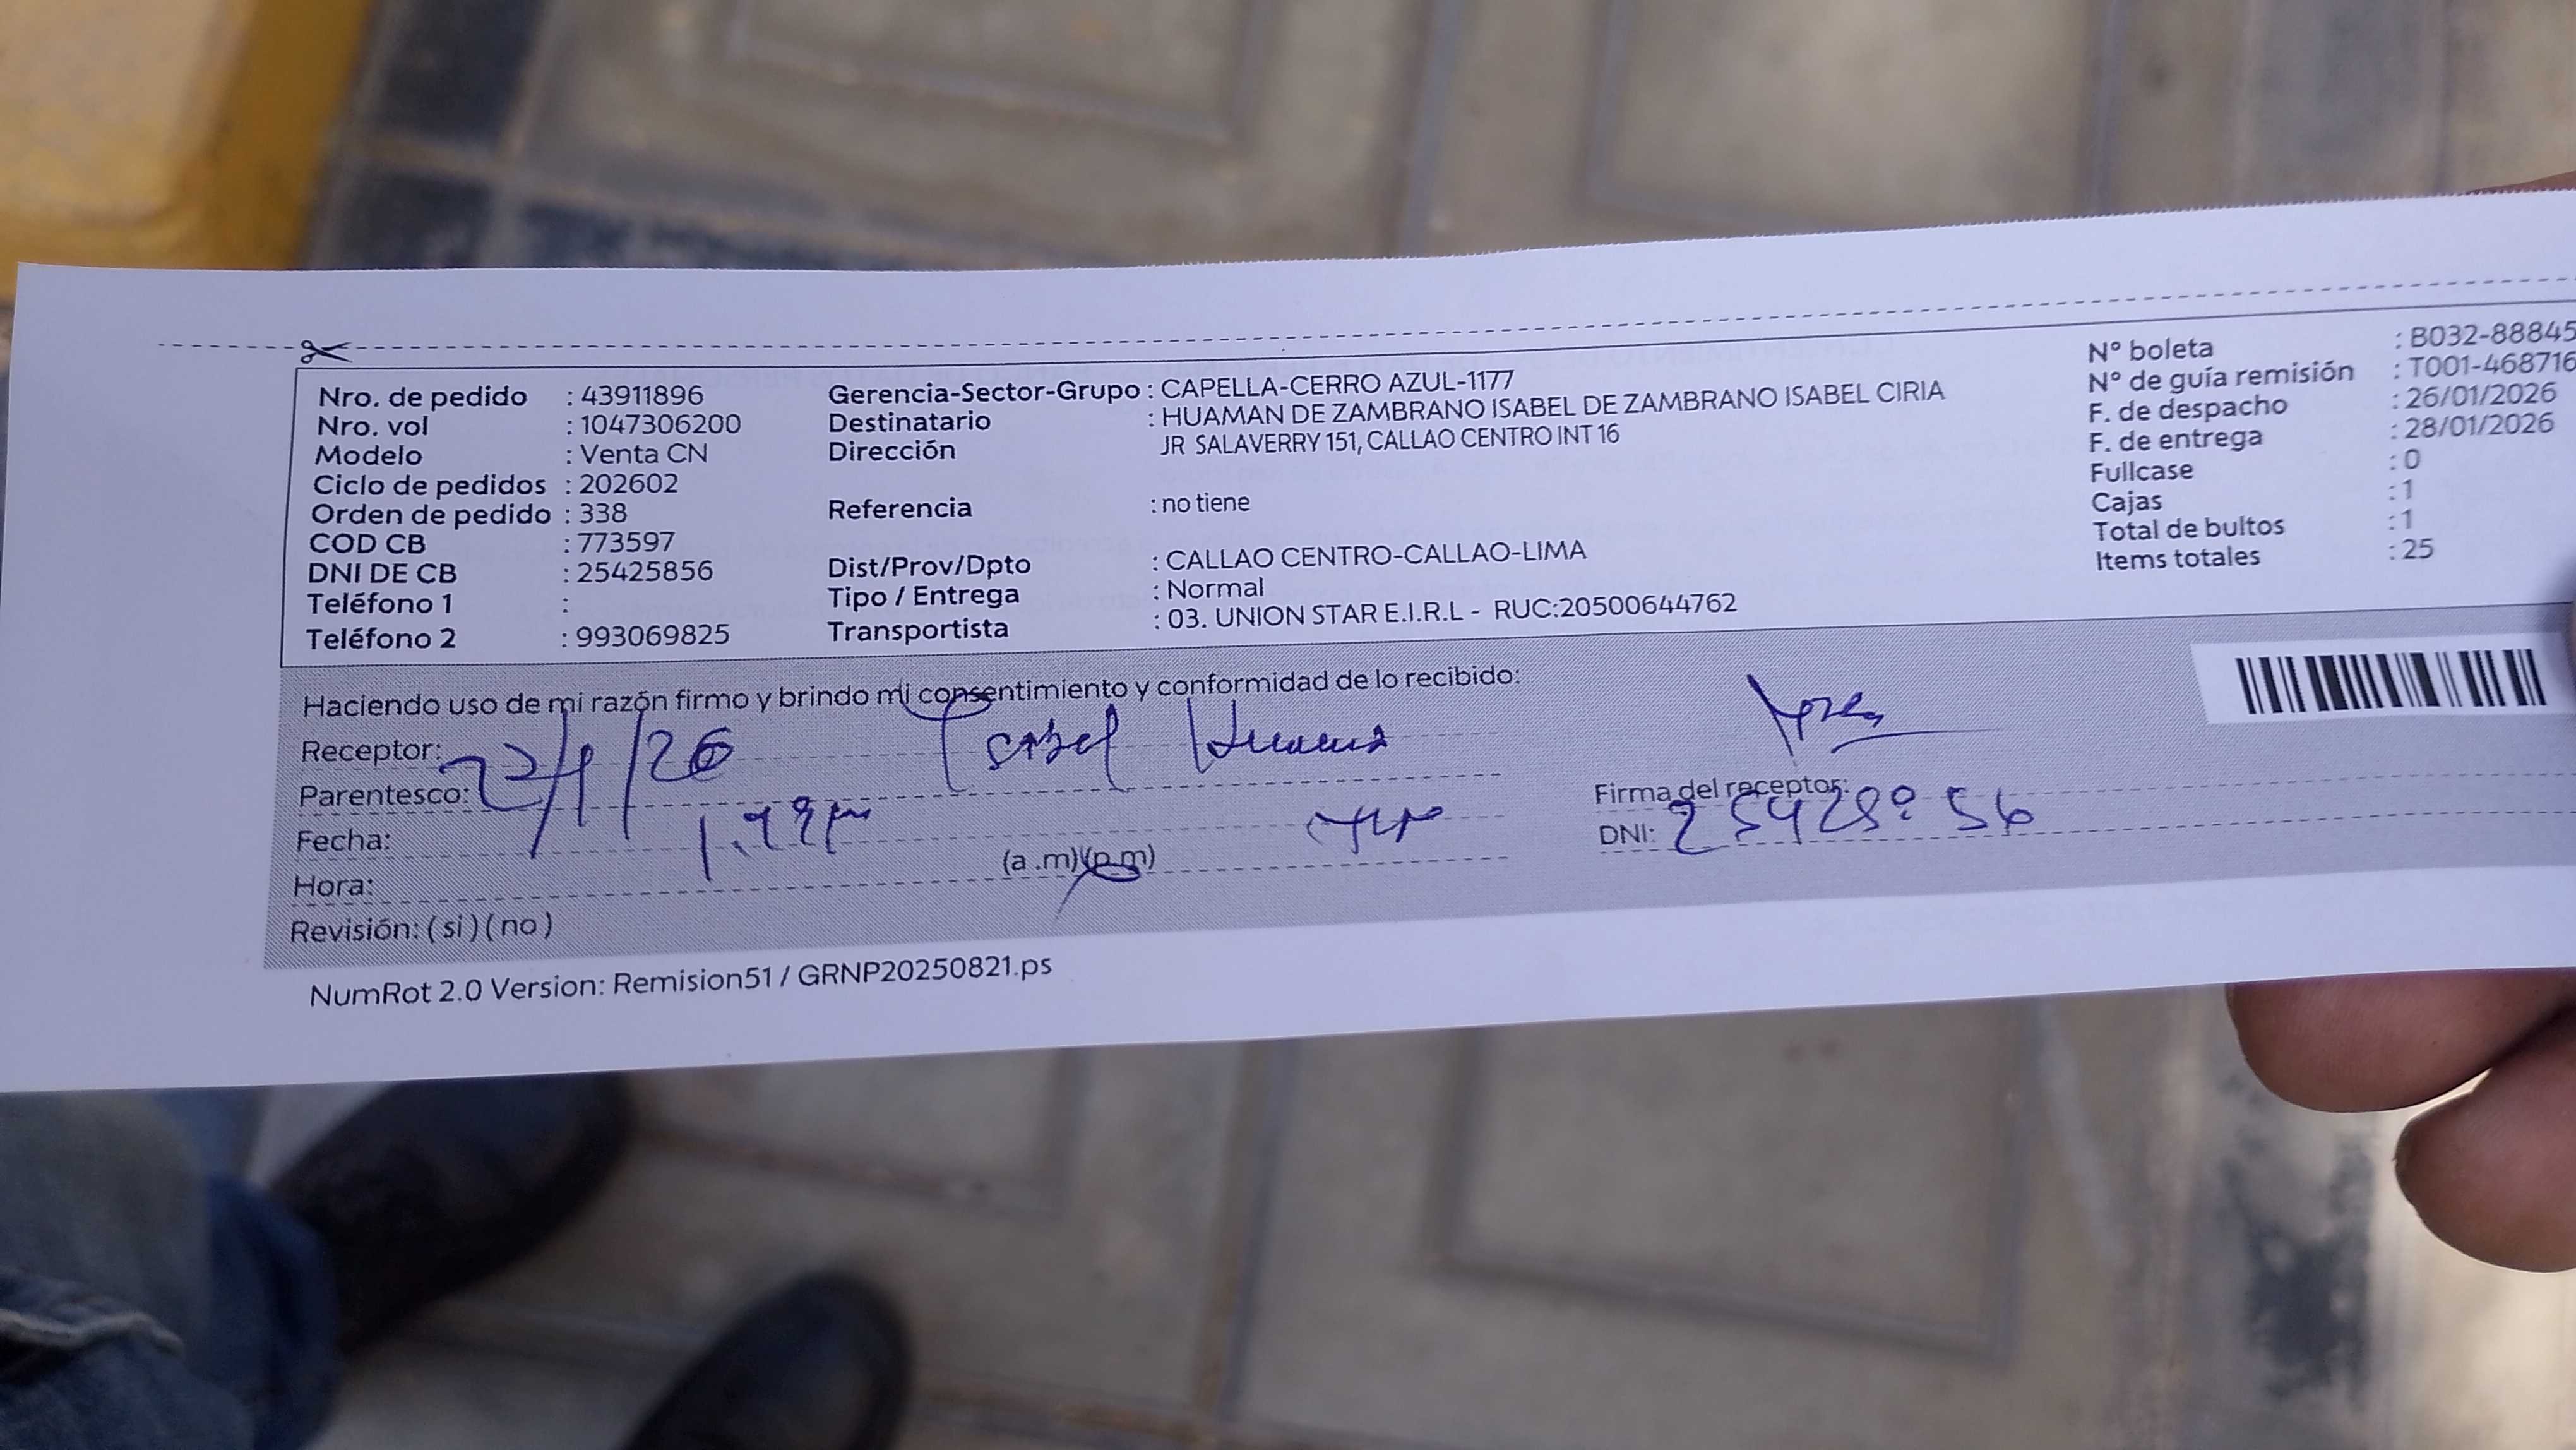 Nro. de pedido : 43911896
Nro. vol : 1047306200
Modelo : Venta CN
Ciclo de pedidos : 202602
Orden de pedido : 338
COD CB : 773597
DNI DE CB : 25425856
Teléfono 1 :
Teléfono 2 : 993069825
Gerencia-Sector-Grupo : CAPELLA-CERRO AZUL-1177
Destinatario : HUAMAN DE ZAMBRANO ISABEL DE ZAMBRANO ISABEL CIRIA
Dirección JR SALAVERRY 151, CALLAO CENTRO INT 16
Referencia : no tiene
Dist/Prov/Dpto : CALLAO CENTRO-CALLAO-LIMA
Tipo / Entrega : Normal
Transportista : 03. UNION STAR E.I.R.L - RUC:20500644762
N° boleta : B032-88845
N° de guía remisión : T001-468716
F. de despacho : 26/01/2026
F. de entrega : 28/01/2026
Fullcase : 0
Cajas : 1
Total de bultos : 1
Items totales : 25
Haciendo uso de mi razón firmo y brindo mi consentimiento y conformidad de lo recibido:
Receptor: Isabel Huaman
Parentesco:
Fecha:
Hora: (a .m)(p.m)
Revisión: ( si ) ( no )
Firma del receptor:
DNI:
NumRot 2.0 Version: Remision51 / GRNP20250821.ps